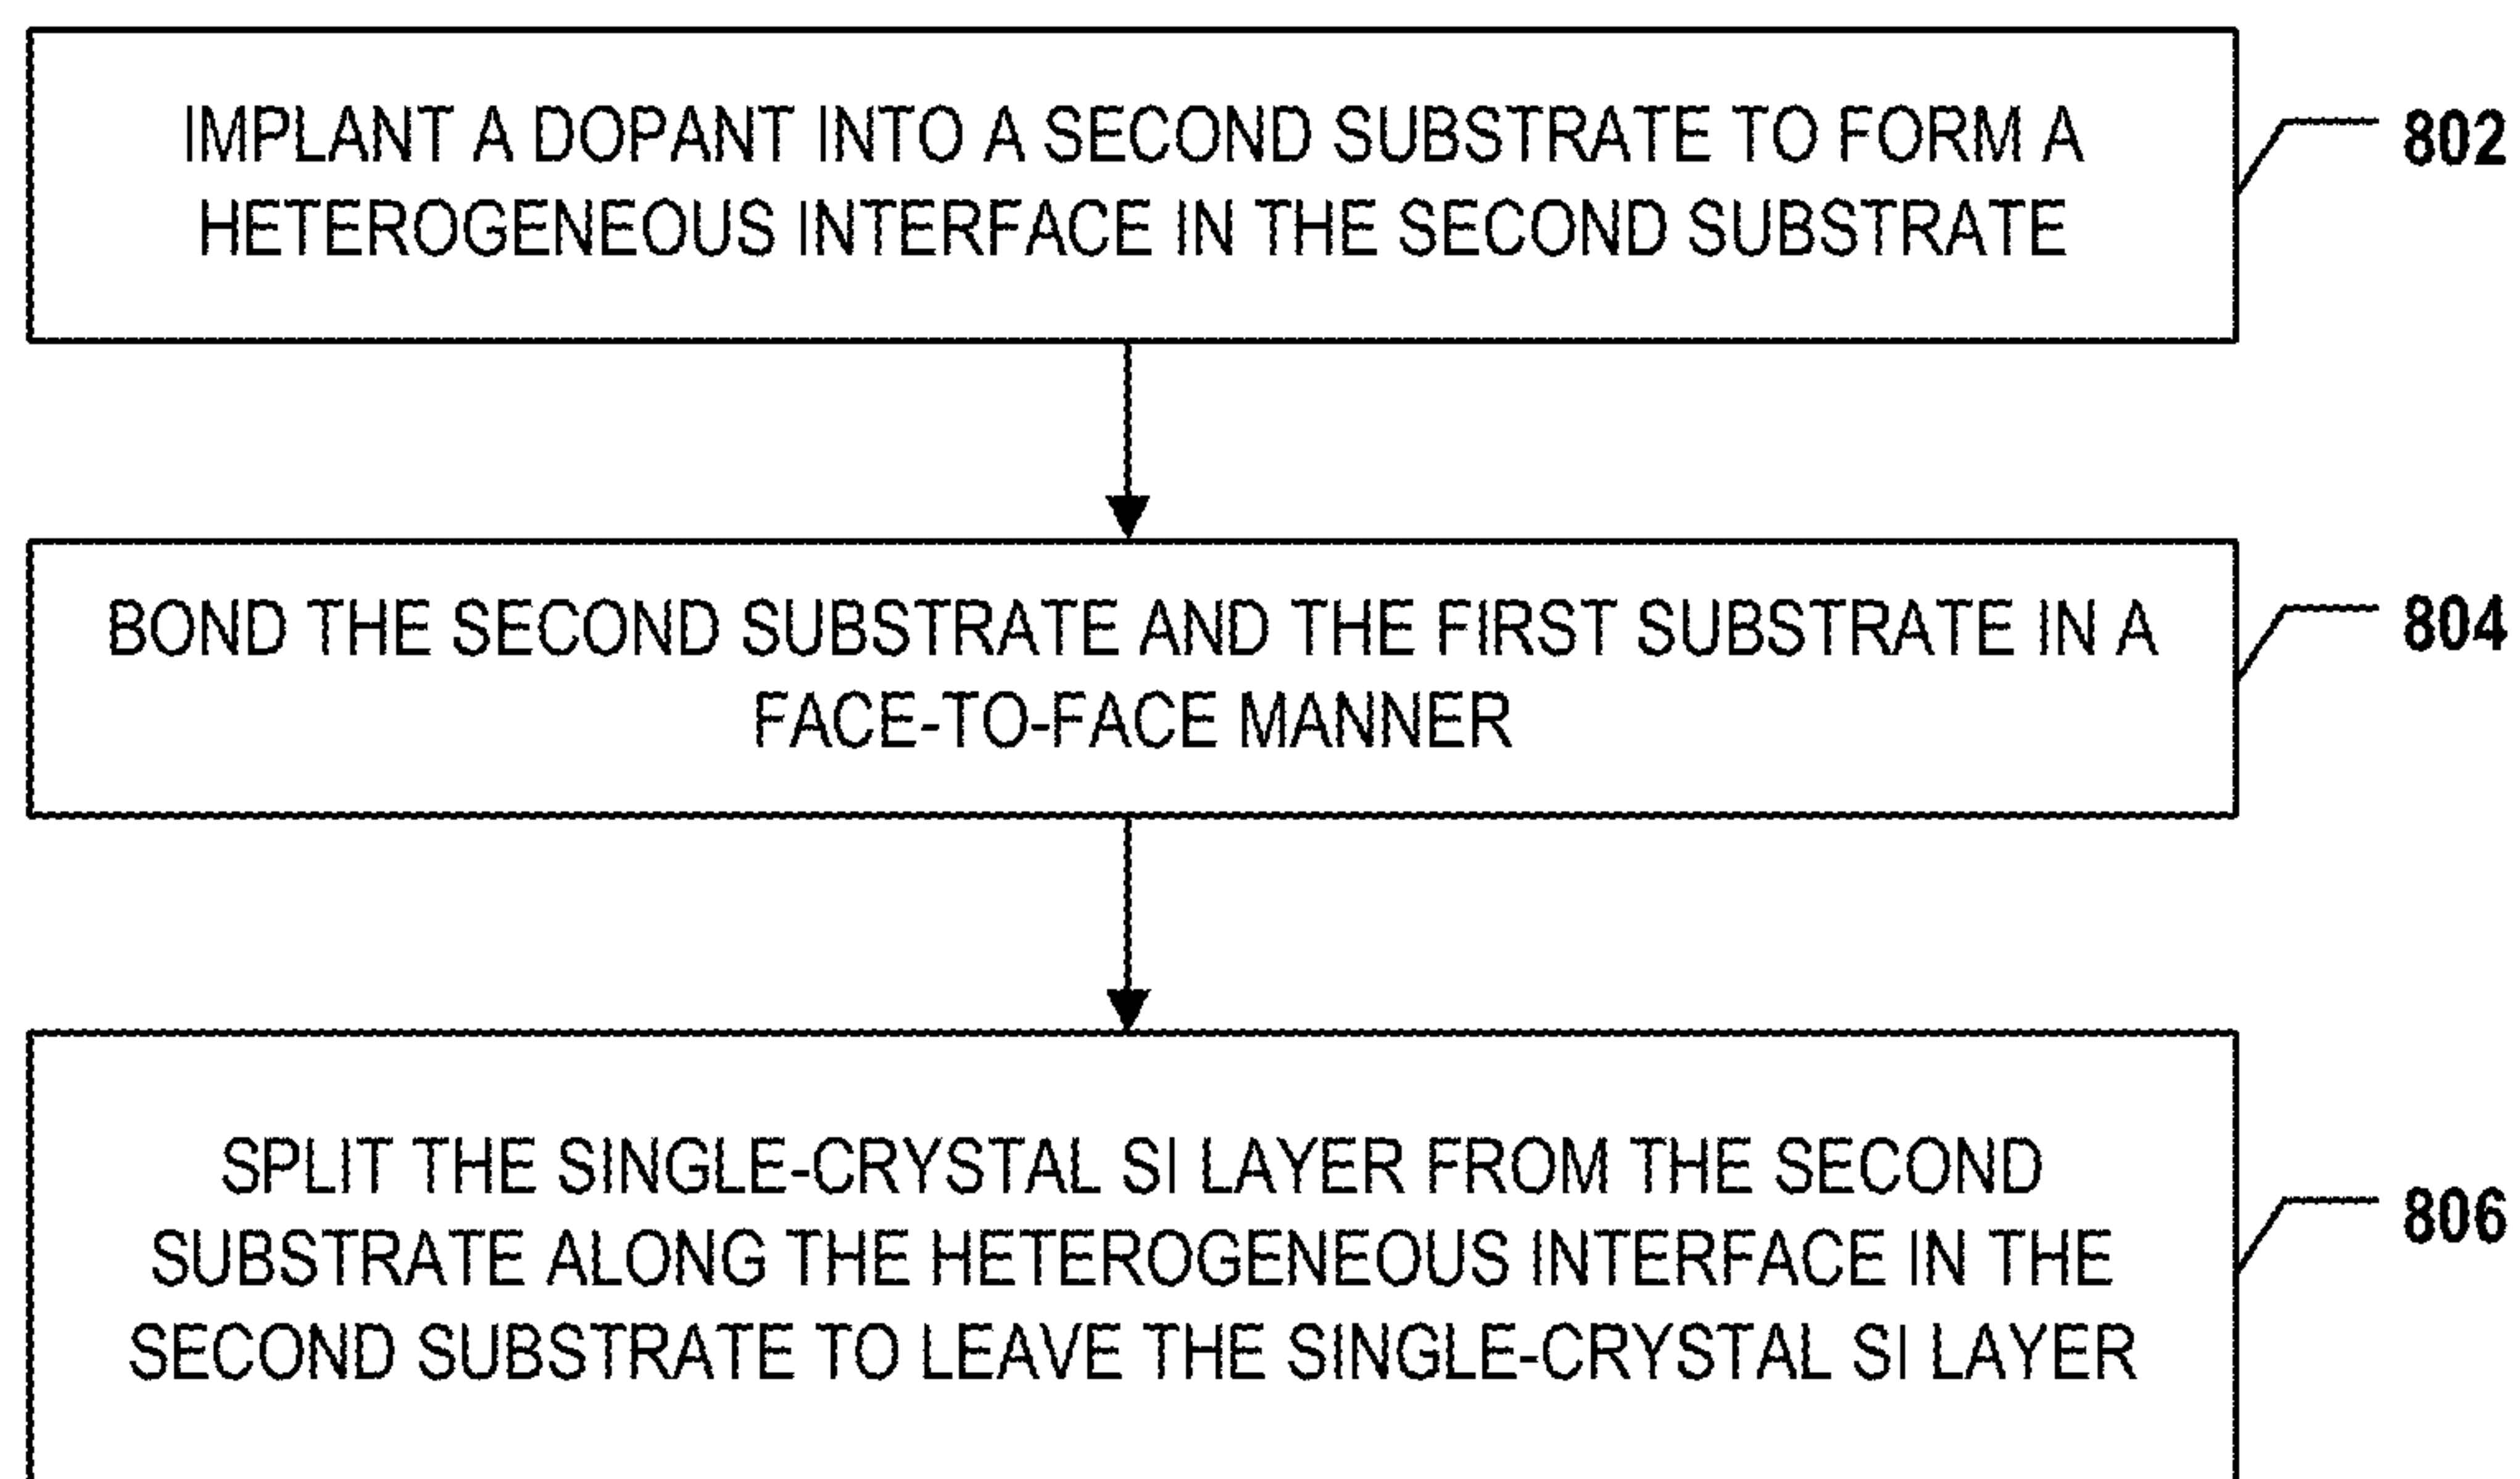 IMPLANT A DOPANT INTO A SECOND SUBSTRATE TO FORM A
HETEROGENEOUS INTERFACE IN THE SECOND SUBSTRATE
802
BOND THE SECOND SUBSTRATE AND THE FIRST SUBSTRATE IN A
FACE-TO-FACE MANNER
804
SPLIT THE SINGLE-CRYSTAL SI LAYER FROM THE SECOND
SUBSTRATE ALONG THE HETEROGENEOUS INTERFACE IN THE
SECOND SUBSTRATE TO LEAVE THE SINGLE-CRYSTAL SI LAYER
806